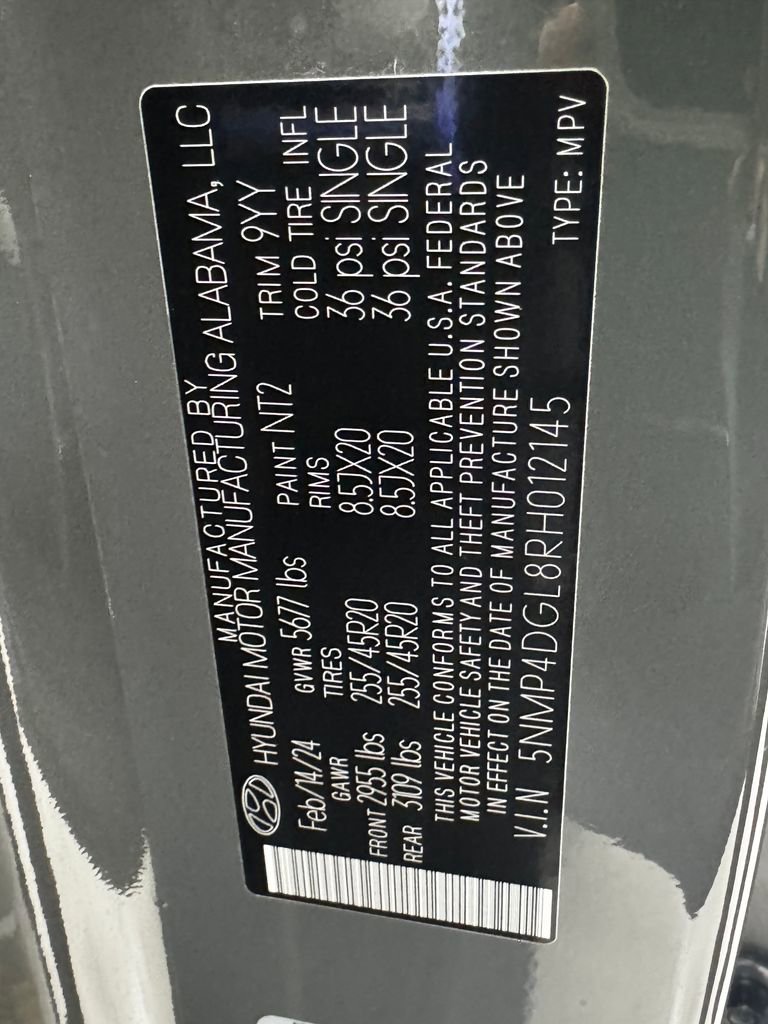 MANUFACTURED BY
HYUNDAI MOTOR MANUFACTURING ALABAMA, LLC
Feb/14/24 GVWR 5677 lbs PAINT NT2 TRIM 9YY
GAWR TIRES RIMS COLD TIRE INFL
FRONT 2955 lbs 255/45R20 8.5JX20 36 psi SINGLE
REAR 3109 lbs 255/45R20 8.5JX20 36 psi SINGLE
THIS VEHICLE CONFORMS TO ALL APPLICABLE U.S.A. FEDERAL
MOTOR VEHICLE SAFETY AND THEFT PREVENTION STANDARDS
IN EFFECT ON THE DATE OF MANUFACTURE SHOWN ABOVE
V.I.N 5NMP4DGL8RH012145 TYPE: MPV